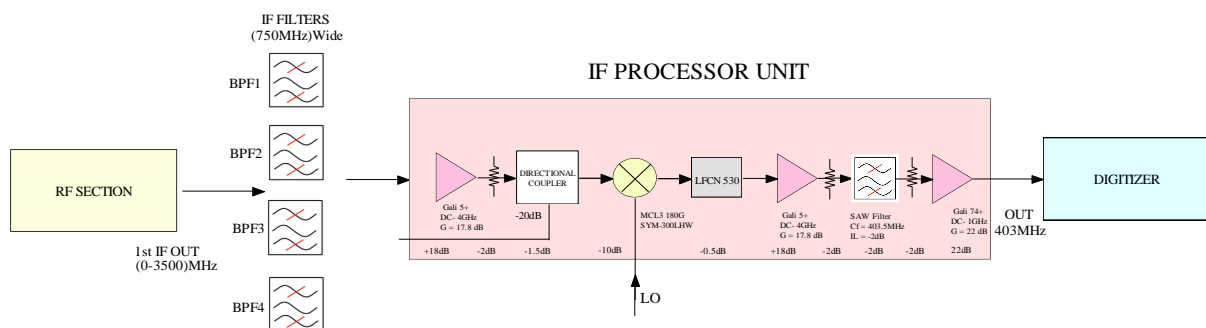 IF FILTERS
(750MHz)Wide
BPF1
BPF2
BPF3
BPF4
RF SECTION
1st IF OUT
(0-3500)MHz
IF PROCESSOR UNIT
DIRECTIONAL
COUPLER
LFCN 530
Gali 5+
DC- 4GHz
G = 17.8 dB
-20dB
MCL3 180G
SYM-300LHW
Gali 5+
DC- 4GHz
G = 17.8 dB
SAW Filter
Cf = 403.5MHz
IL = -2dB
Gali 74+
DC- 1GHz
G = 22 dB
+18dB
-2dB
-1.5dB
-10dB
-0.5dB
+18dB
-2dB
-2dB
-2dB
22dB
LO
OUT
403MHz
DIGITIZER